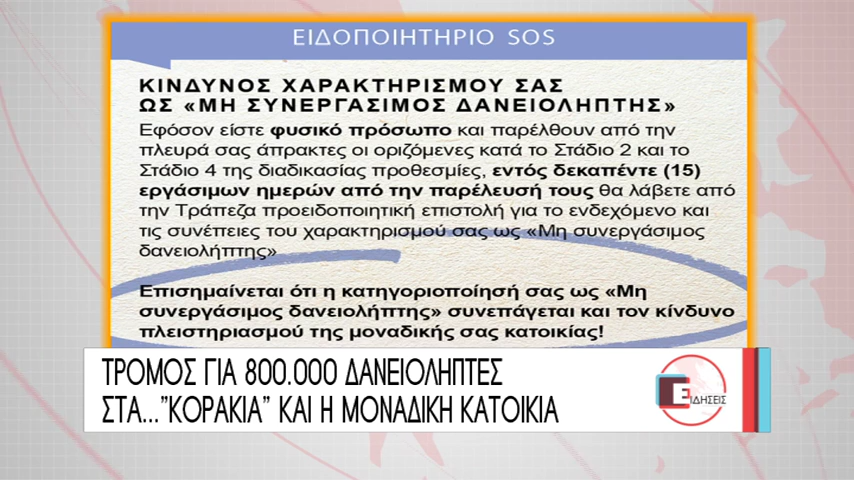 ΕΙΔΟΠΟΙΗΤΗΡΙΟ SOS
ΚΙΝΔΥΝΟΣ ΧΑΡΑΚΤΗΡΙΣΜΟΥ ΣΑΣ
ΩΣ «ΜΗ ΣΥΝΕΡΓΑΣΙΜΟΣ ΔΑΝΕΙΟΛΗΠΤΗΣ»
Εφόσον είστε φυσικό πρόσωπο και παρέλθουν από την
πλευρά σας άπρακτες οι οριζόμενες κατά το Στάδιο 2 και το
Στάδιο 4 της διαδικασίας προθεσμίες, εντός δεκαπέντε (15)
εργάσιμων ημερών από την παρέλευσή τους θα λάβετε από
την Τράπεζα προειδοποιητική επιστολή για το ενδεχόμενο και
τις συνέπειες του χαρακτηρισμού σας ως «Μη συνεργάσιμος
δανειολήπτης»
Επισημαίνεται ότι η κατηγοριοποίησή σας ως «Μη
συνεργάσιμος δανειολήπτης» συνεπάγεται και τον κίνδυνο
πλειστηριασμού της μοναδικής σας κατοικίας!
ΤΡΟΜΟΣ ΓΙΑ 800.000 ΔΑΝΕΙΟΛΗΠΤΕΣ
ΣΤΑ..."ΚΟΡΑΚΙΑ" ΚΑΙ Η ΜΟΝΑΔΙΚΗ ΚΑΤΟΙΚΙΑ
ΕΙΔΗΣΕΙΣ